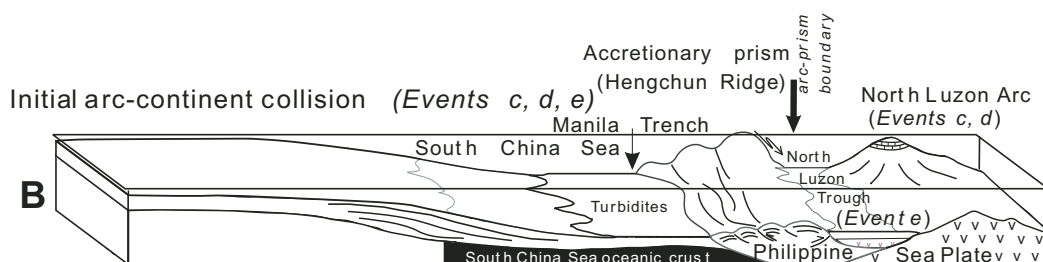 Accretionary prism
(Hengchun Ridge)
arc-prism
boundary
Initial arc-continent collision (Events c, d, e)
North Luzon Arc
(Events c, d)
Manila Trench
South China Sea
North
Luzon
Trough
B
Turbidites
(Event e)
Philippine Sea Plate
South China Sea oceanic crust